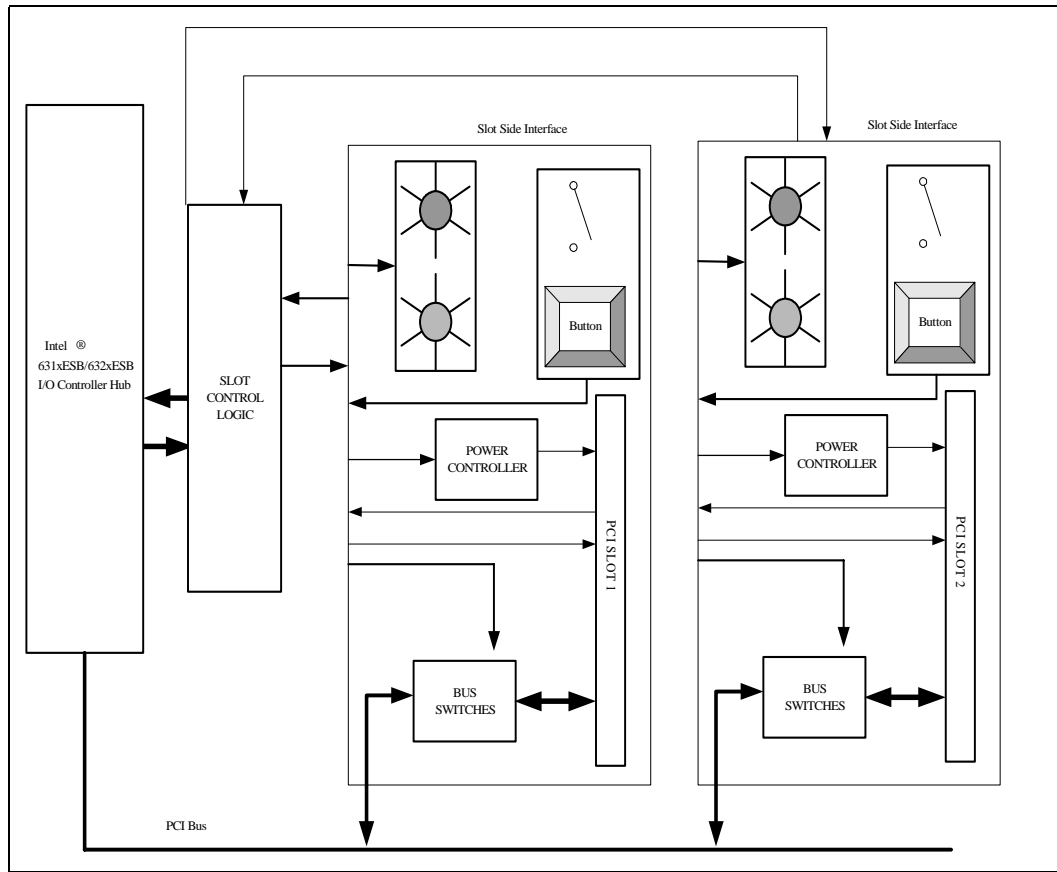 Slot Side Interface
Slot Side Interface
Intel ®
631xESB/632xESB
I/O Controller Hub
SLOT
CONTROL
LOGIC
Button
POWER
CONTROLLER
PCI SLOT 1
BUS
SWITCHES
Button
POWER
CONTROLLER
PCI SLOT 2
BUS
SWITCHES
PCI Bus